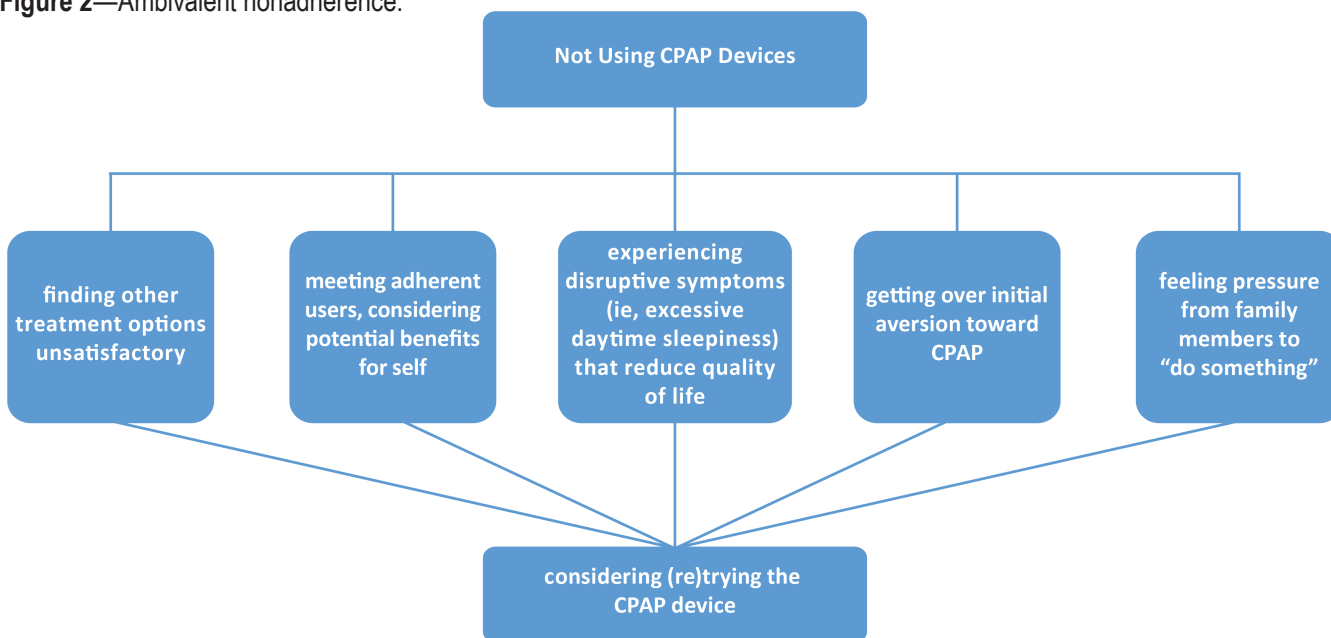 Figure 2—Ambivalent nonadherence.
Not Using CPAP Devices
finding other
treatment options
unsatisfactory
meeting adherent
users, considering
potential benefits
for self
experiencing
disruptive symptoms
(ie, excessive
daytime sleepiness)
that reduce quality
of life
getting over initial
aversion toward
CPAP
feeling pressure
from family
members to
“do something”
considering (re)trying the
CPAP device